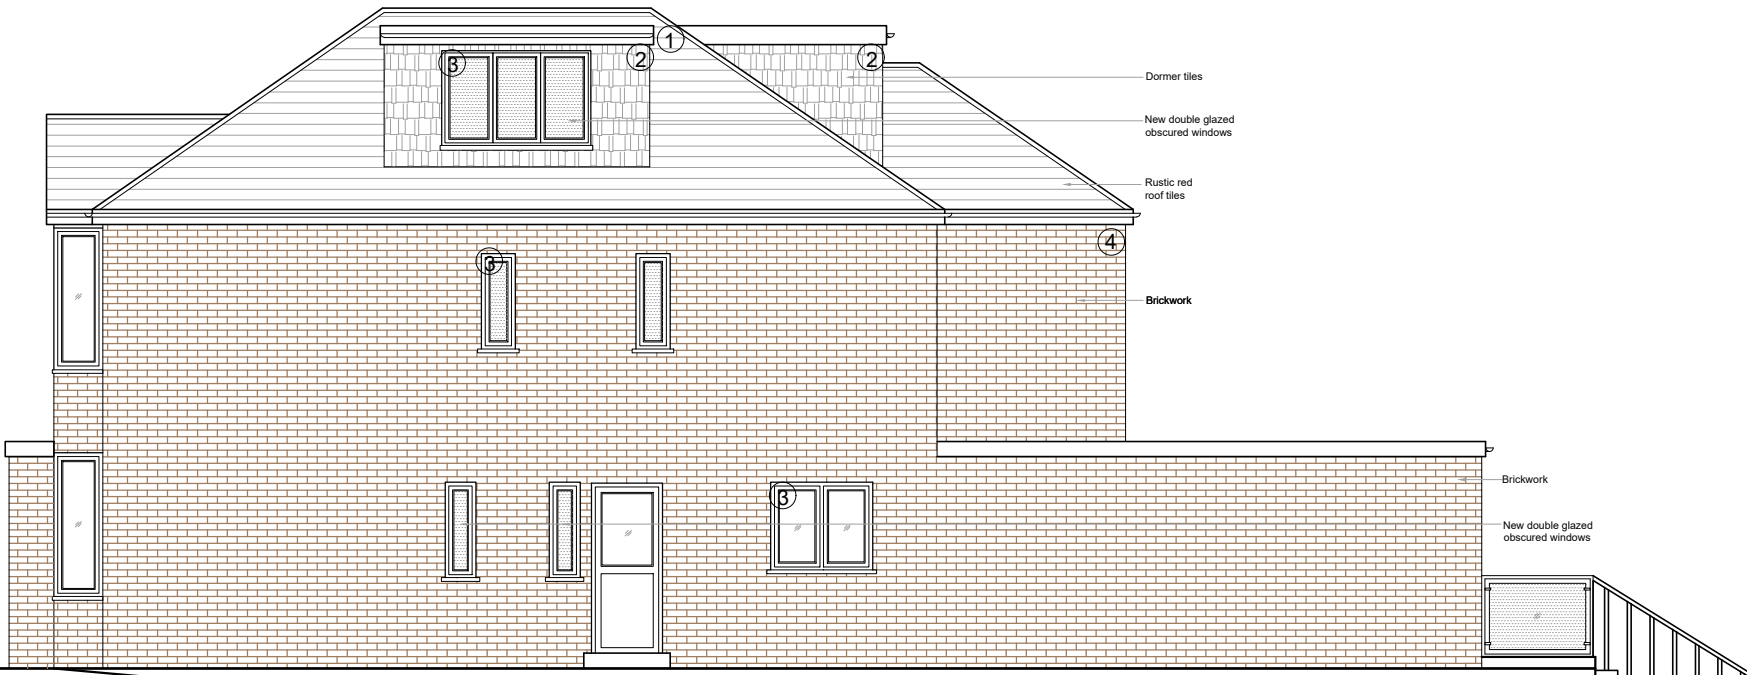 1
2
3
2
Dormer tiles
New double glazed
obscured windows
Rustic red
roof tiles
4
3
Brickwork
3
Brickwork
New double glazed
obscured windows